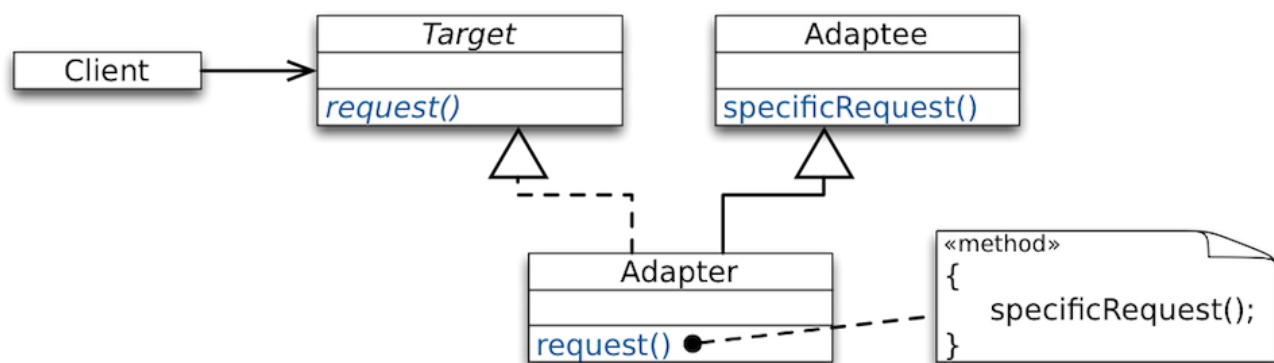 Client
Target
request()
Adaptee
specificRequest()
Adapter
request()
«method»
{
specificRequest();
}